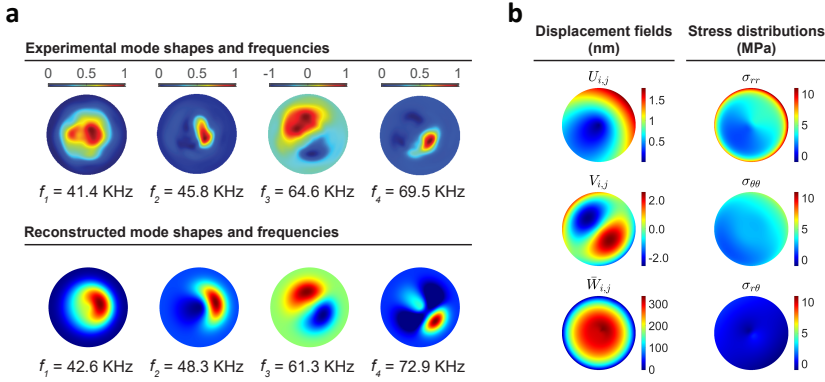 a
Experimental mode shapes and frequencies
0 0.5 1
0 0.5 1
-1 0 1
0 0.5 1
f1 = 41.4 KHz
f2 = 45.8 KHz
f3 = 64.6 KHz
f4 = 69.5 KHz
Reconstructed mode shapes and frequencies
f1 = 42.6 KHz
f2 = 48.3 KHz
f3 = 61.3 KHz
f4 = 72.9 KHz
b
Displacement fields
(nm)
Stress distributions
(MPa)
Ui,j
1.5
1.0
0.5
σrr
10
5
0
Vi,j
2.0
0.0
-2.0
σθθ
10
5
0
W̄i,j
300
200
100
0
σrθ
10
5
0